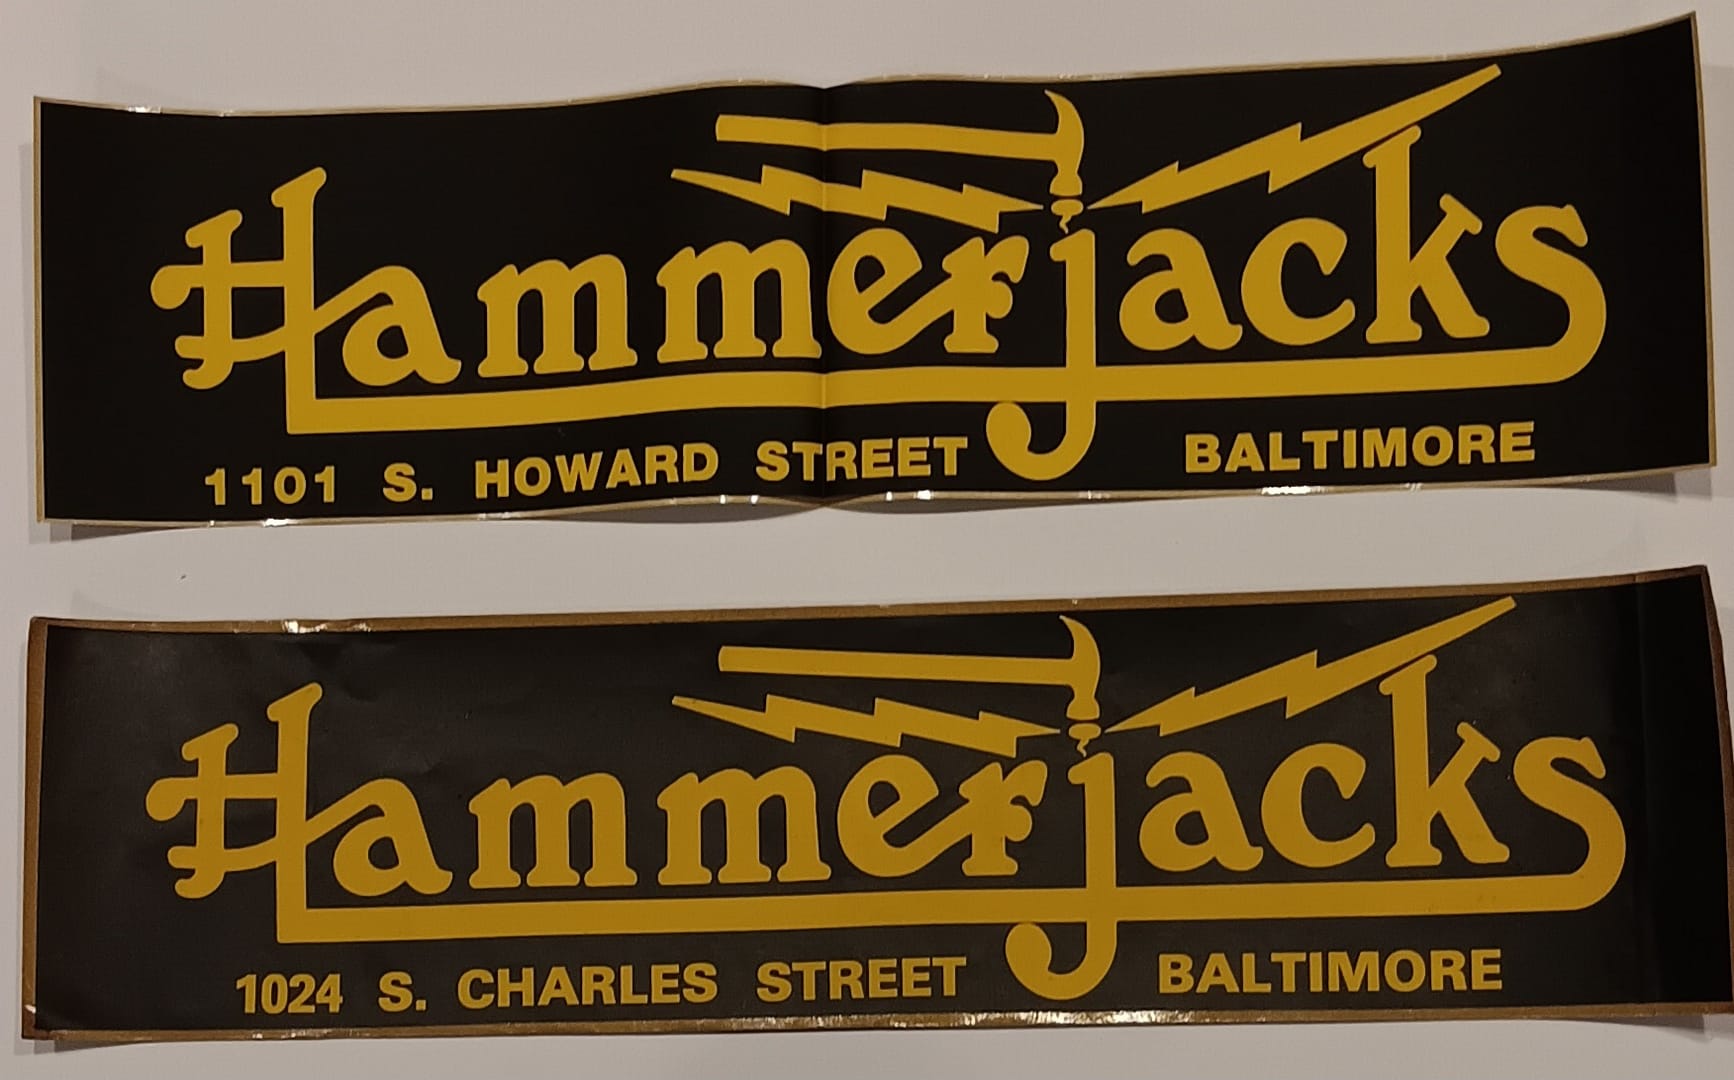 Hammerjacks
1101 S. HOWARD STREET BALTIMORE
Hammerjacks
1024 S. CHARLES STREET BALTIMORE